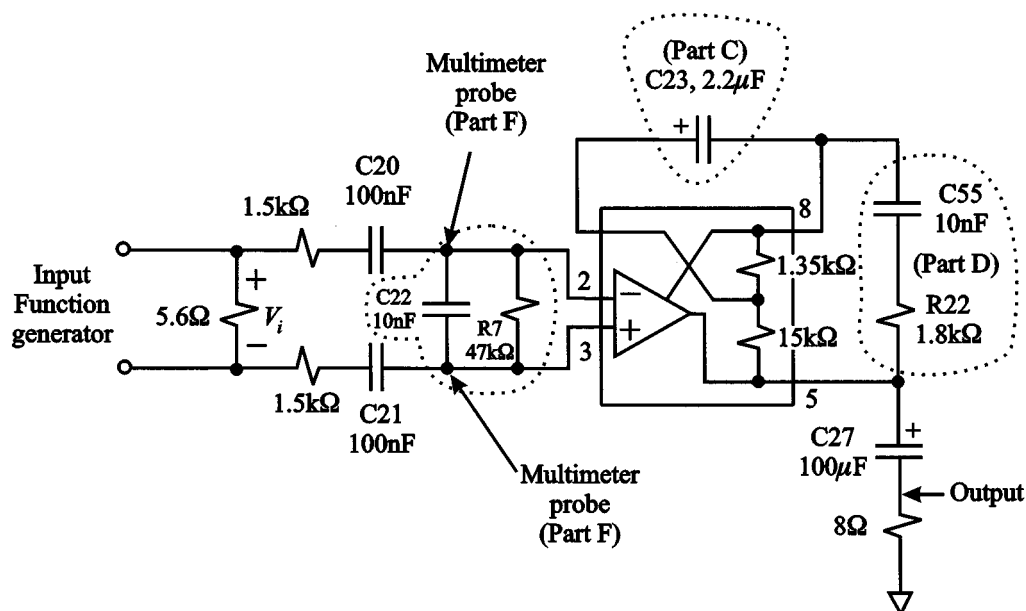 (Part C)
C23, 2.2μF
+
Multimeter
probe
(Part F)
C20
100nF
1.5kΩ
8
C55
10nF
(Part D)
R22
1.8kΩ
1.35kΩ
15kΩ
Input
Function
generator
+
5.6Ω
Vi
−
C22
10nF
R7
47kΩ
2
−
+
3
5
1.5kΩ
C21
100nF
Multimeter
probe
(Part F)
C27
100μF
+
Output
8Ω